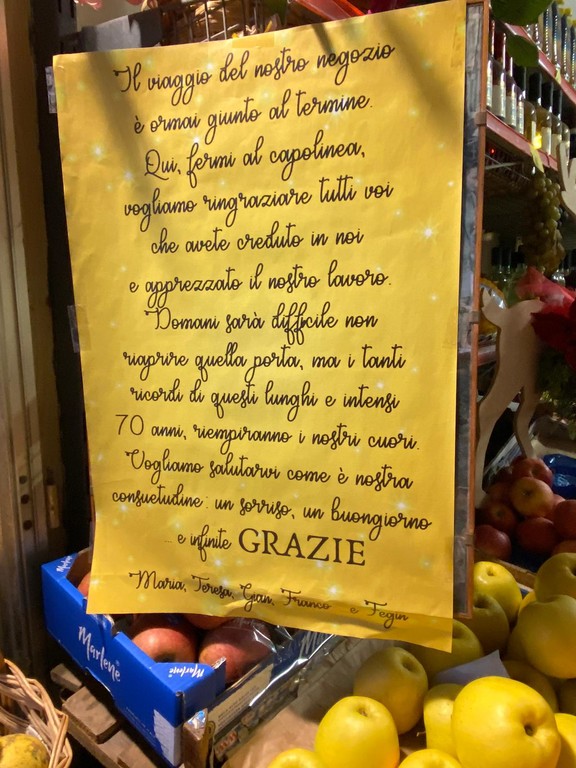 Il viaggio del nostro negozio
è ormai giunto al termine.
Qui, fermi al capolinea,
vogliamo ringraziare tutti voi
che avete creduto in noi
e apprezzato il nostro lavoro.
Domani sarà difficile non
riaprire quella porta, ma i tanti
ricordi di questi lunghi e intensi
70 anni, riempiranno i nostri cuori.
Vogliamo salutarvi come è nostra
consuetudine: un sorriso, un buongiorno
... e infinite GRAZIE
Maria, Teresa, Gian, Franco e Fegin
Marlene
Marlene
Marlene